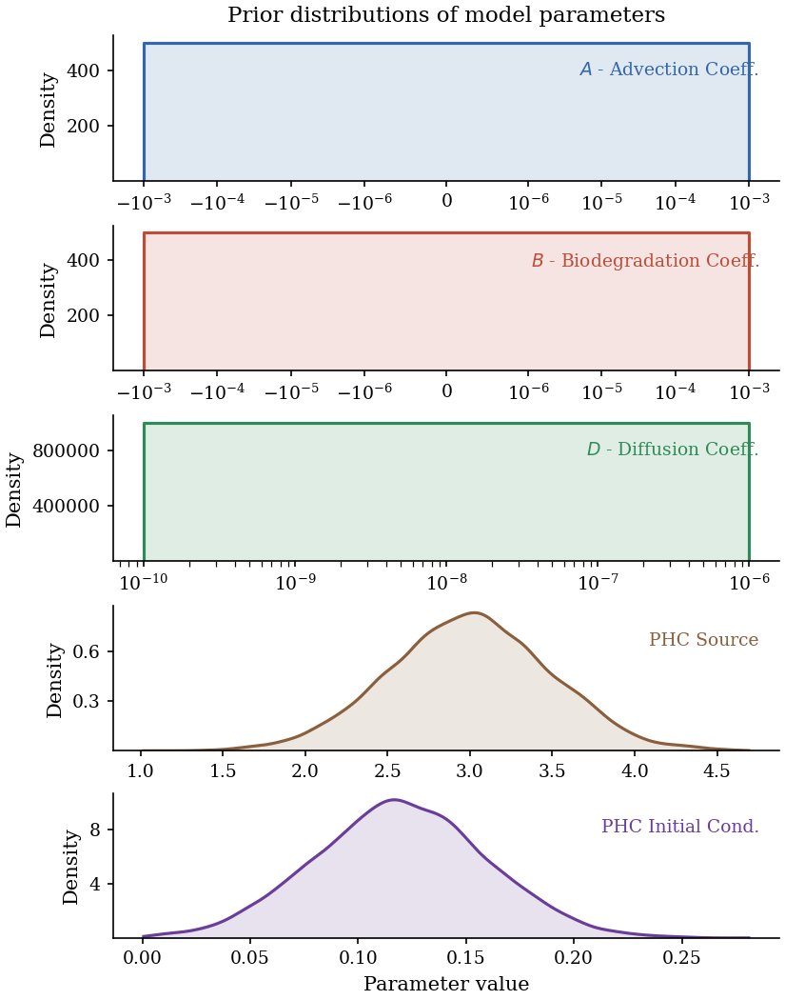 Prior distributions of model parameters
Density
400
200
A - Advection Coeff.
−10⁻³ −10⁻⁴ −10⁻⁵ −10⁻⁶ 0 10⁻⁶ 10⁻⁵ 10⁻⁴ 10⁻³
Density
400
200
B - Biodegradation Coeff.
−10⁻³ −10⁻⁴ −10⁻⁵ −10⁻⁶ 0 10⁻⁶ 10⁻⁵ 10⁻⁴ 10⁻³
Density
800000
400000
D - Diffusion Coeff.
10⁻¹⁰ 10⁻⁹ 10⁻⁸ 10⁻⁷ 10⁻⁶
Density
0.6
0.3
PHC Source
1.0 1.5 2.0 2.5 3.0 3.5 4.0 4.5
Density
8
4
PHC Initial Cond.
0.00 0.05 0.10 0.15 0.20 0.25
Parameter value